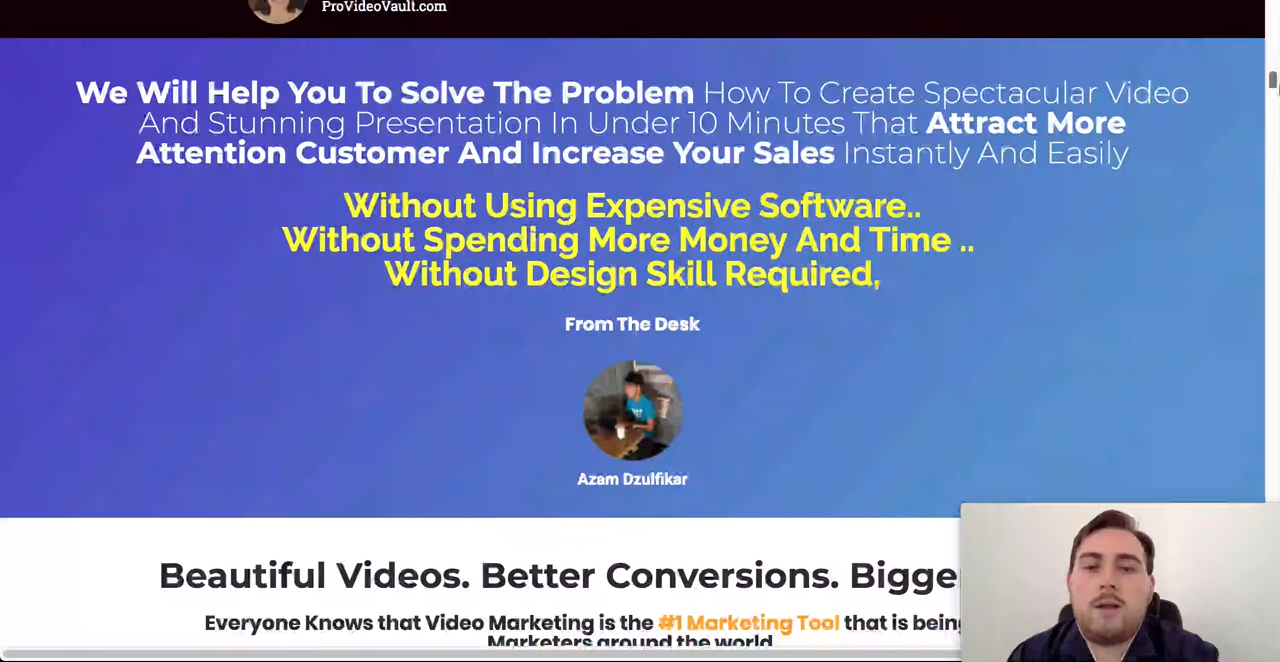 ProVideoVault.com
We Will Help You To Solve The Problem How To Create Spectacular Video
And Stunning Presentation In Under 10 Minutes That Attract More
Attention Customer And Increase Your Sales Instantly And Easily
Without Using Expensive Software..
Without Spending More Money And Time ..
Without Design Skill Required,
From The Desk
Azam Dzulfikar
Beautiful Videos. Better Conversions. Bigge
Everyone Knows that Video Marketing is the #1 Marketing Tool that is bein
Marketers around the world